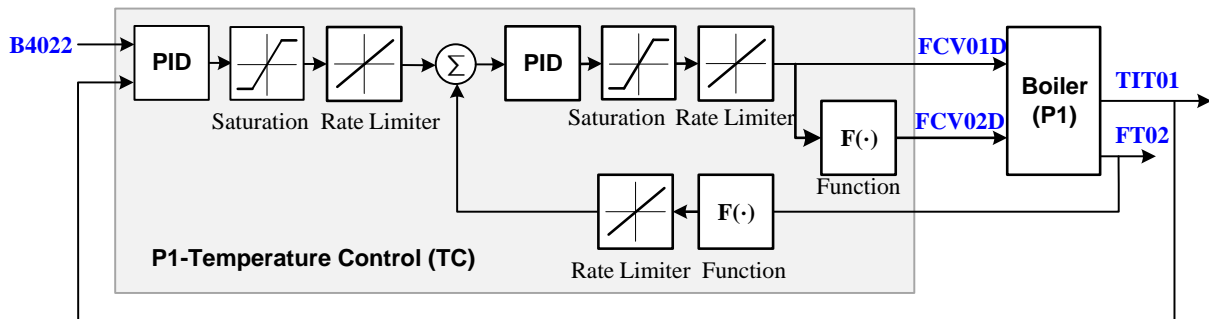 B4022
PID
Saturation
Rate Limiter
Σ
PID
Saturation
Rate Limiter
FCV01D
FCV02D
F(·)
Function
Boiler
(P1)
TIT01
FT02
Rate Limiter
F(·)
Function
P1-Temperature Control (TC)